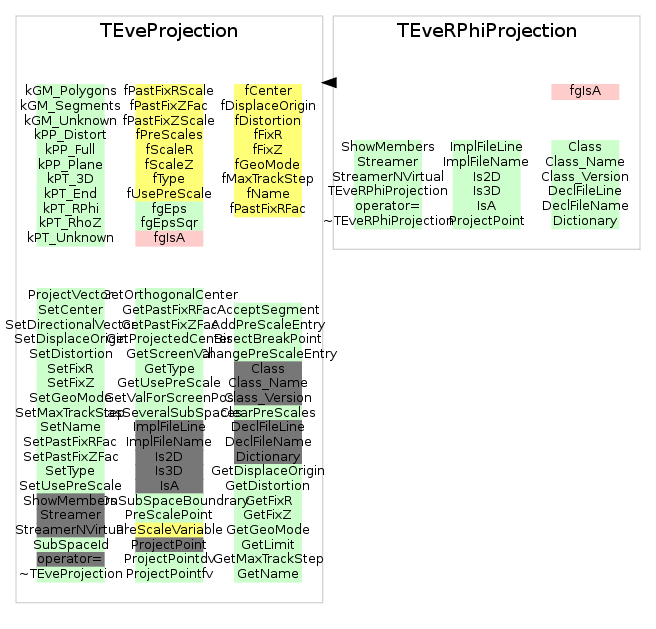 TEveProjection
kGM_Polygons
kGM_Segments
kGM_Unknown
kPP_Distort
kPP_Full
kPP_Plane
kPT_3D
kPT_End
kPT_RPhi
kPT_RhoZ
kPT_Unknown
fPastFixRScale
fPastFixZFac
fPastFixZScale
fPreScales
fScaleR
fScaleZ
fType
fUsePreScale
fgEps
fgEpsSqr
fgIsA
fCenter
fDisplaceOrigin
fDistortion
fFixR
fFixZ
fGeoMode
fMaxTrackStep
fName
fPastFixRFac
ProjectVector
SetCenter
SetDirectionalVector
SetDisplaceOrigin
SetDistortion
SetFixR
SetFixZ
SetGeoMode
SetMaxTrackStep
SetName
SetPastFixRFac
SetPastFixZFac
SetType
SetUsePreScale
ShowMembers
Streamer
StreamerNVirtual
SubSpaceId
operator=
~TEveProjection
SetOrthogonalCenter
GetPastFixRFac
GetPastFixZFac
GetProjectedCenter
GetScreenVal
GetType
GetUsePreScale
GetValForScreenPos
HasSeveralSubSpaces
ImplFileLine
ImplFileName
Is2D
Is3D
IsA
IsOnSubSpaceBoundary
PreScalePoint
PreScaleVariable
ProjectPoint
ProjectPointdv
ProjectPointfv
AcceptSegment
AddPreScaleEntry
BisectBreakPoint
ChangePreScaleEntry
Class
Class_Name
Class_Version
ClearPreScales
DeclFileLine
DeclFileName
Dictionary
GetDisplaceOrigin
GetDistortion
GetFixR
GetFixZ
GetGeoMode
GetLimit
GetMaxTrackStep
GetName
TEveRPhiProjection
fgIsA
ShowMembers
Streamer
StreamerNVirtual
TEveRPhiProjection
operator=
~TEveRPhiProjection
ImplFileLine
ImplFileName
Is2D
Is3D
IsA
ProjectPoint
Class
Class_Name
Class_Version
DeclFileLine
DeclFileName
Dictionary